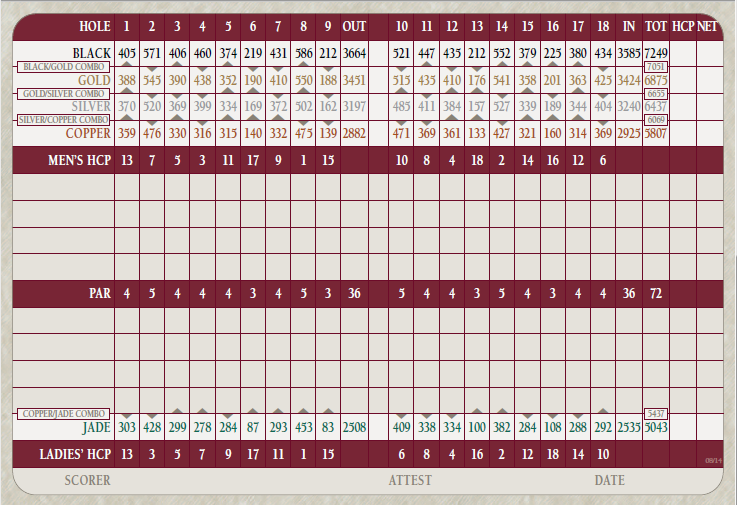 HOLE 1 2 3 4 5 6 7 8 9 OUT 10 11 12 13 14 15 16 17 18 IN TOT HCP NET
BLACK 405 571 406 460 374 219 431 586 212 3664 521 447 435 212 552 379 225 380 434 3585 7249
BLACK/GOLD COMBO 7051
GOLD 388 545 390 438 352 190 410 550 188 3451 515 435 410 176 541 358 201 363 425 3424 6875
GOLD/SILVER COMBO 6655
SILVER 370 520 369 399 334 169 372 502 162 3197 485 411 384 157 527 339 189 344 404 3240 6437
SILVER/COPPER COMBO 6069
COPPER 359 476 330 316 315 140 332 475 139 2882 471 369 361 133 427 321 160 314 369 2925 5807
MEN'S HCP 13 7 5 3 11 17 9 1 15 10 8 4 18 2 14 16 12 6
PAR 4 5 4 4 4 3 4 5 3 36 5 4 4 3 5 4 3 4 4 36 72
COPPER/JADE COMBO 5437
JADE 303 428 299 278 284 87 293 453 83 2508 409 338 334 100 382 284 108 288 292 2535 5043
LADIES' HCP 13 3 5 7 9 17 11 1 15 6 8 4 16 2 12 18 14 10
08/14
SCORER ATTEST DATE